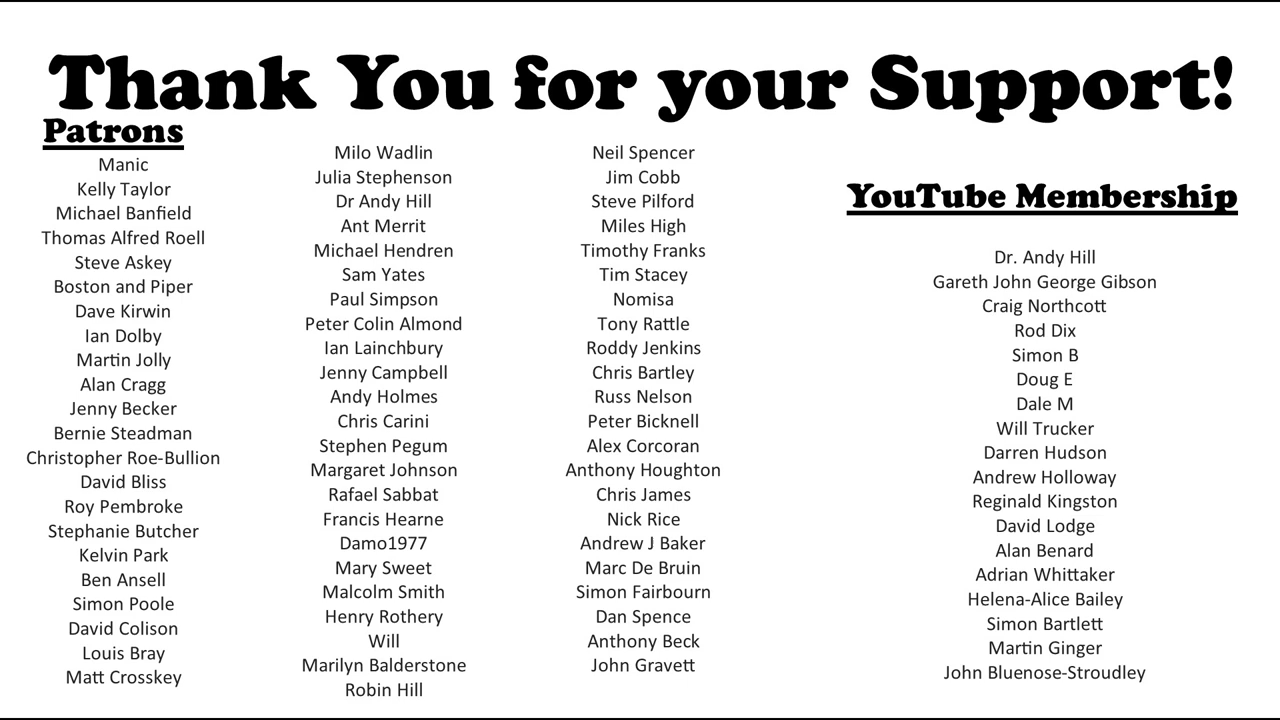 Thank You for your Support!
Patrons
Manic
Kelly Taylor
Michael Banfield
Thomas Alfred Roell
Steve Askey
Boston and Piper
Dave Kirwin
Ian Dolby
Martin Jolly
Alan Cragg
Jenny Becker
Bernie Steadman
Christopher Roe-Bullion
David Bliss
Roy Pembroke
Stephanie Butcher
Kelvin Park
Ben Ansell
Simon Poole
David Colison
Louis Bray
Matt Crosskey
Milo Wadlin
Julia Stephenson
Dr Andy Hill
Ant Merrit
Michael Hendren
Sam Yates
Paul Simpson
Peter Colin Almond
Ian Lainchbury
Jenny Campbell
Andy Holmes
Chris Carini
Stephen Pegum
Margaret Johnson
Rafael Sabbat
Francis Hearne
Damo1977
Mary Sweet
Malcolm Smith
Henry Rothery
Will
Marilyn Balderstone
Robin Hill
Neil Spencer
Jim Cobb
Steve Pilford
Miles High
Timothy Franks
Tim Stacey
Nomisa
Tony Rattle
Roddy Jenkins
Chris Bartley
Russ Nelson
Peter Bicknell
Alex Corcoran
Anthony Houghton
Chris James
Nick Rice
Andrew J Baker
Marc De Bruin
Simon Fairbourn
Dan Spence
Anthony Beck
John Gravett
YouTube Membership
Dr. Andy Hill
Gareth John George Gibson
Craig Northcott
Rod Dix
Simon B
Doug E
Dale M
Will Trucker
Darren Hudson
Andrew Holloway
Reginald Kingston
David Lodge
Alan Benard
Adrian Whittaker
Helena-Alice Bailey
Simon Bartlett
Martin Ginger
John Bluenose-Stroudley